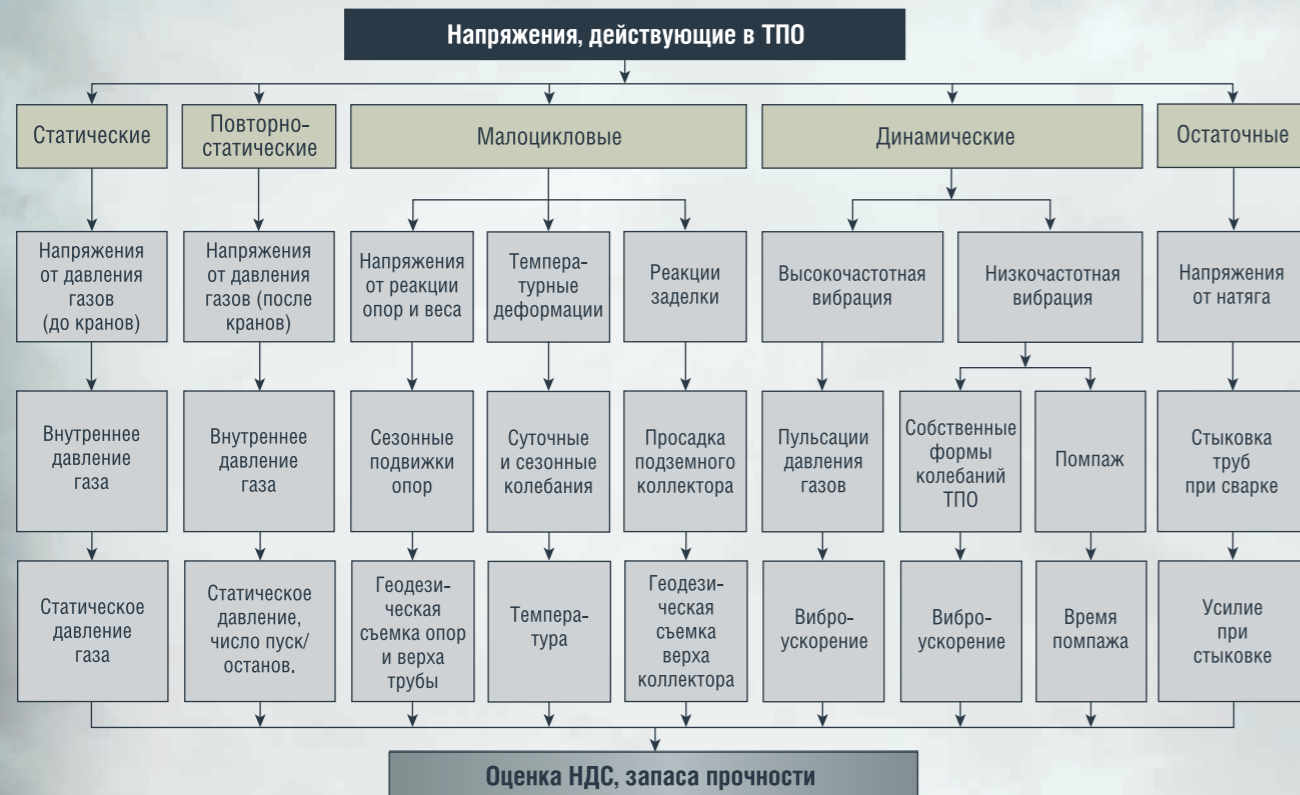 Напряжения, действующие в ТПО
Статические
Повторно-
статические
Малоцикловые
Динамические
Остаточные
Напряжения
от давления
газов
(до кранов)
Напряжения
от давления
газов (после
кранов)
Напряжения
от реакции
опор и веса
Темпера-
турные
деформации
Реакции
заделки
Высокочастотная
вибрация
Низкочастотная
вибрация
Напряжения
от натяга
Внутреннее
давление
газа
Внутреннее
давление
газа
Сезонные
подвижки
опор
Суточные
и сезонные
колебания
Просадка
подземного
коллектора
Пульсации
давления
газов
Собственные
формы
колебаний
ТПО
Помпаж
Стыковка
труб
при сварке
Статическое
давление
газа
Статическое
давление,
число пуск/
останов.
Геодези-
ческая
съемка опор
и верха
трубы
Темпера-
тура
Геодези-
ческая
съемка
верха
коллектора
Вибро-
ускорение
Вибро-
ускорение
Время
помпажа
Усилие
при
стыковке
Оценка НДС, запаса прочности